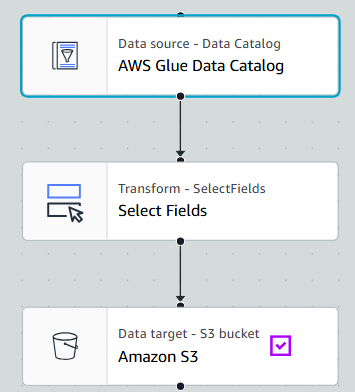 Data source - Data Catalog
AWS Glue Data Catalog
Transform - SelectFields
Select Fields
Data target - S3 bucket
Amazon S3